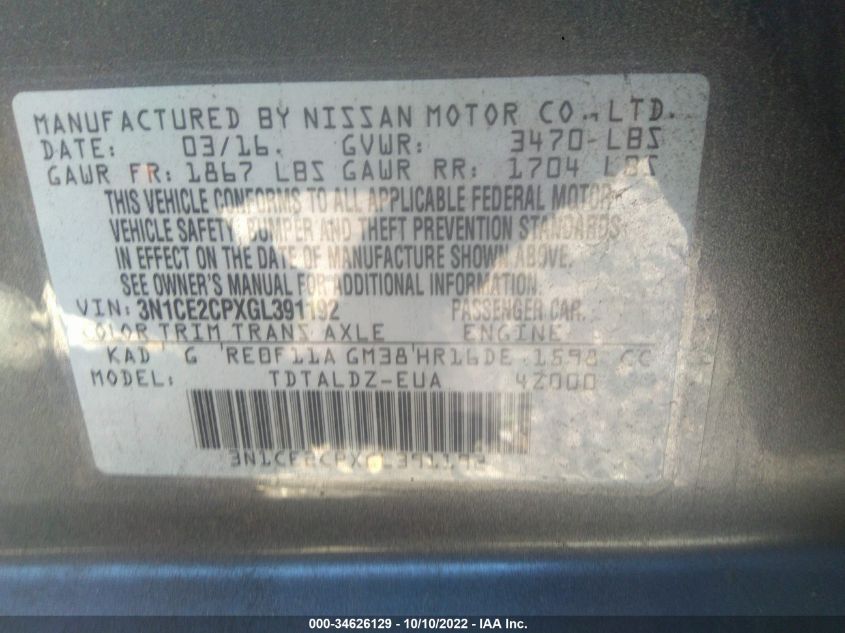 MANUFACTURED BY NISSAN MOTOR CO., LTD.
DATE: 03/16. GVWR: 3470-LBS
GAWR FR: 1867 LBS GAWR RR: 1704 LBS
THIS VEHICLE CONFORMS TO ALL APPLICABLE FEDERAL MOTOR
VEHICLE SAFETY, BUMPER AND THEFT PREVENTION STANDARDS
IN EFFECT ON THE DATE OF MANUFACTURE SHOWN ABOVE.
SEE OWNER'S MANUAL FOR ADDITIONAL INFORMATION.
VIN: 3N1CE2CPXGL391192 PASSENGER CAR.
COLOR TRIM TRANS AXLE ENGINE
KAD G RE0F11A GM38 HR16DE 1598 CC
MODEL: TDTALDZ-EUA 4Z000
3N1CE2CPXGL391192
000-34626129 - 10/10/2022 - IAA Inc.